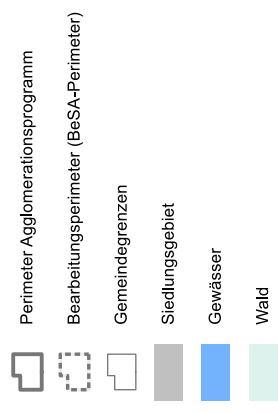 Perimeter Agglomerationsprogramm
Bearbeitungsperimeter (BeSA-Perimeter)
Gemeindegrenzen
Siedlungsgebiet
Gewässer
Wald